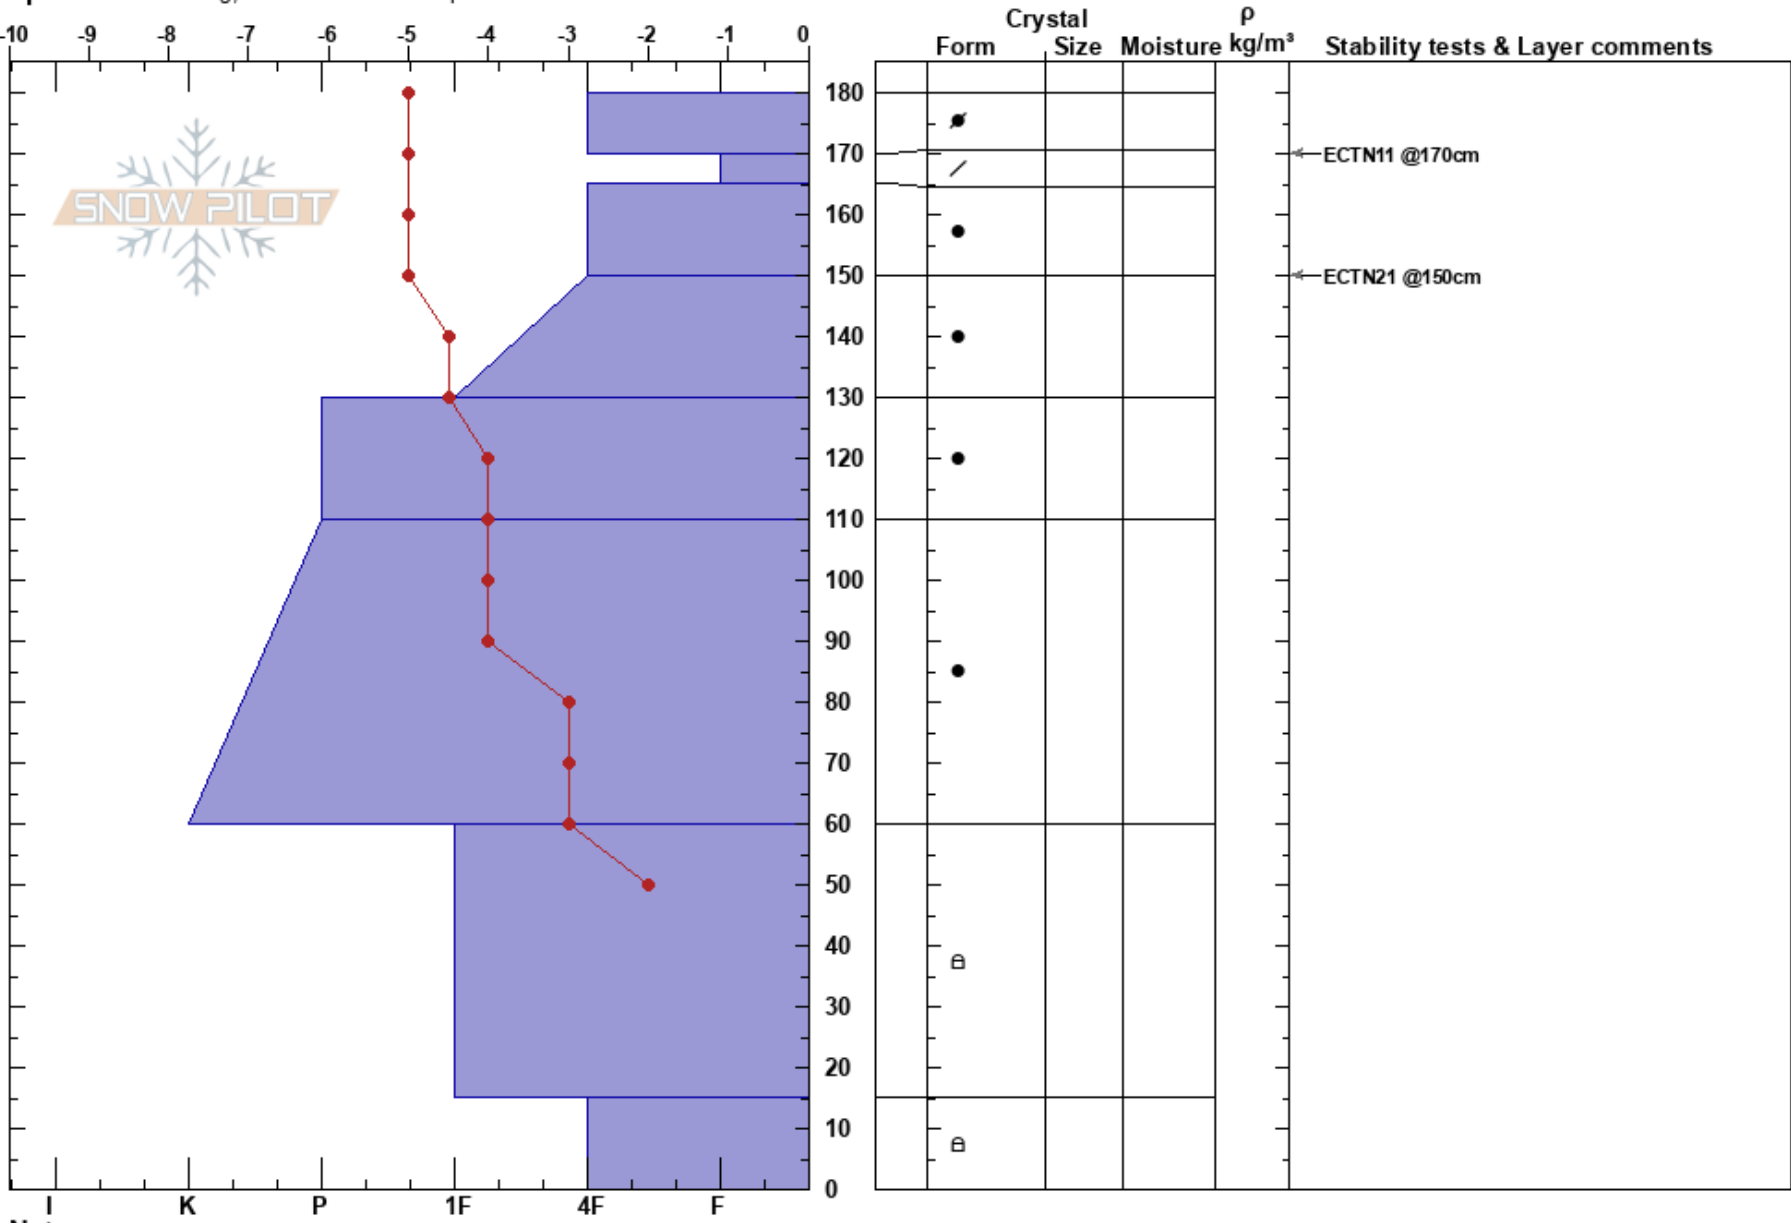 -10 -9 -8 -7 -6 -5 -4 -3 -2 -1 0
Crystal
ρ
Form Size Moisture kg/m³ Stability tests & Layer comments
180
SNOW PILOT
170
ECTN11 @170cm
160
150
ECTN21 @150cm
140
130
120
110
100
90
80
70
60
50
40
30
20
10
0
I K P 1F 4F F